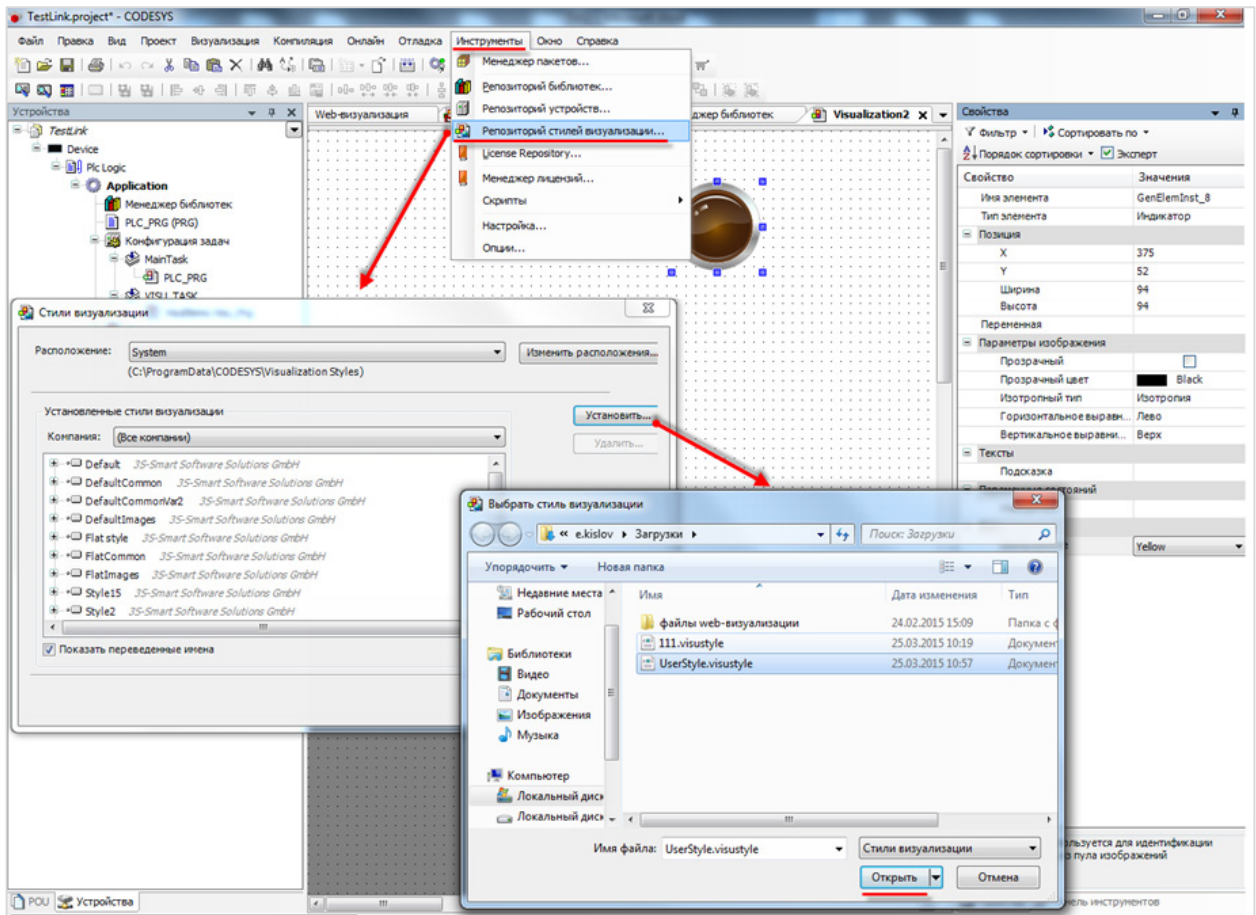 TestLink.project* - CODESYS
Файл Правка Вид Проект Визуализация Компиляция Онлайн Отладка Инструменты Окно Справка
Менеджер пакетов...
Репозиторий библиотек...
Репозиторий устройств...
Репозиторий стилей визуализации...
License Repository...
Менеджер лицензий...
Скрипты
Настройка...
Опции...
Устройства
TestLink
Device
Plc Logic
Application
Менеджер библиотек
PLC_PRG (PRG)
Конфигурация задач
MainTask
PLC_PRG
VISU_TASK
Web-визуализация
джер библиотек
Visualization2
Свойства
Фильтр
Сортировать по
Порядок сортировки
Эксперт
Свойство Значения
Имя элемента GenElemInst_8
Тип элемента Индикатор
Позиция
X 375
Y 52
Ширина 94
Высота 94
Переменная
Параметры изображения
Прозрачный
Прозрачный цвет Black
Изотропный тип Изотропия
Горизонтальное выравн... Лево
Вертикальное выравни... Верх
Тексты
Подсказка
Yellow
Стили визуализации
Расположение: System
Изменить расположения...
(C:\ProgramData\CODESYS\Visualization Styles)
Установленные стили визуализации
Установить...
Компания: (Все компании)
Удалить...
Default 3S-Smart Software Solutions GmbH
DefaultCommon 3S-Smart Software Solutions GmbH
DefaultCommonVar2 3S-Smart Software Solutions GmbH
DefaultImages 3S-Smart Software Solutions GmbH
Flat style 3S-Smart Software Solutions GmbH
FlatCommon 3S-Smart Software Solutions GmbH
FlatImages 3S-Smart Software Solutions GmbH
Style15 3S-Smart Software Solutions GmbH
Style2 3S-Smart Software Solutions GmbH
Показать переведенные имена
Выбрать стиль визуализации
« e.kislov Загрузки
Поиск: Загрузки
Упорядочить Новая папка
Недавние места
Рабочий стол
Библиотеки
Видео
Документы
Изображения
Музыка
Компьютер
Локальный диск
Локальный диск
Имя Дата изменения Тип
файлы web-визуализации 24.02.2015 15:09 Папка с ф
111.visustyle 25.03.2015 10:19 Документ
UserStyle.visustyle 25.03.2015 10:57 Документ
Имя файла: UserStyle.visustyle
Стили визуализации
Открыть Отмена
ользуется для идентификации
з пула изображений
POU Устройства
нель инструментов